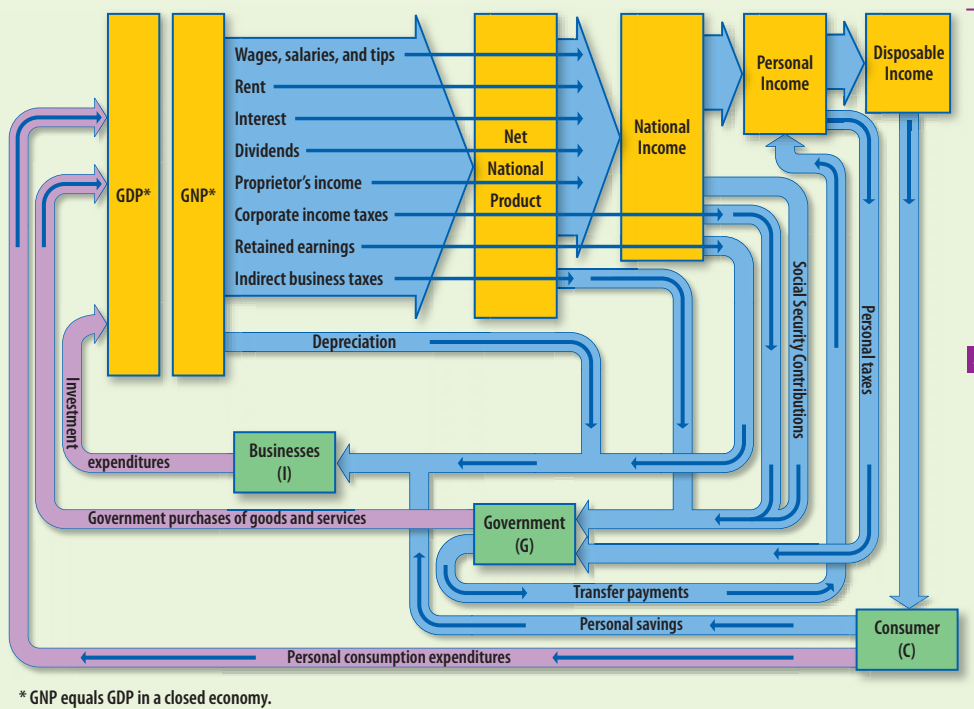 GDP*
GNP*
Wages, salaries, and tips
Rent
Interest
Dividends
Proprietor's income
Corporate income taxes
Retained earnings
Indirect business taxes
Net
National
Product
National
Income
Personal
Income
Disposable
Income
Depreciation
Social Security Contributions
Personal taxes
Investment
expenditures
Businesses
(I)
Government purchases of goods and services
Government
(G)
Transfer payments
Personal savings
Consumer
(C)
Personal consumption expenditures
* GNP equals GDP in a closed economy.